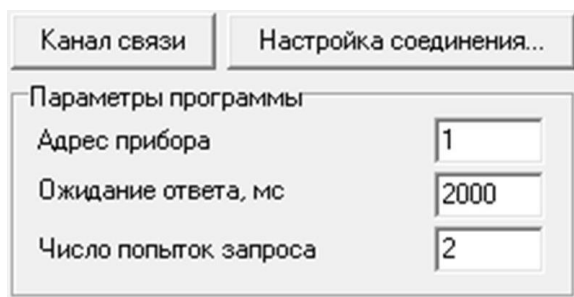 Канал связи Настройка соединения...
Параметры программы
Адрес прибора 1
Ожидание ответа, мс 2000
Число попыток запроса 2